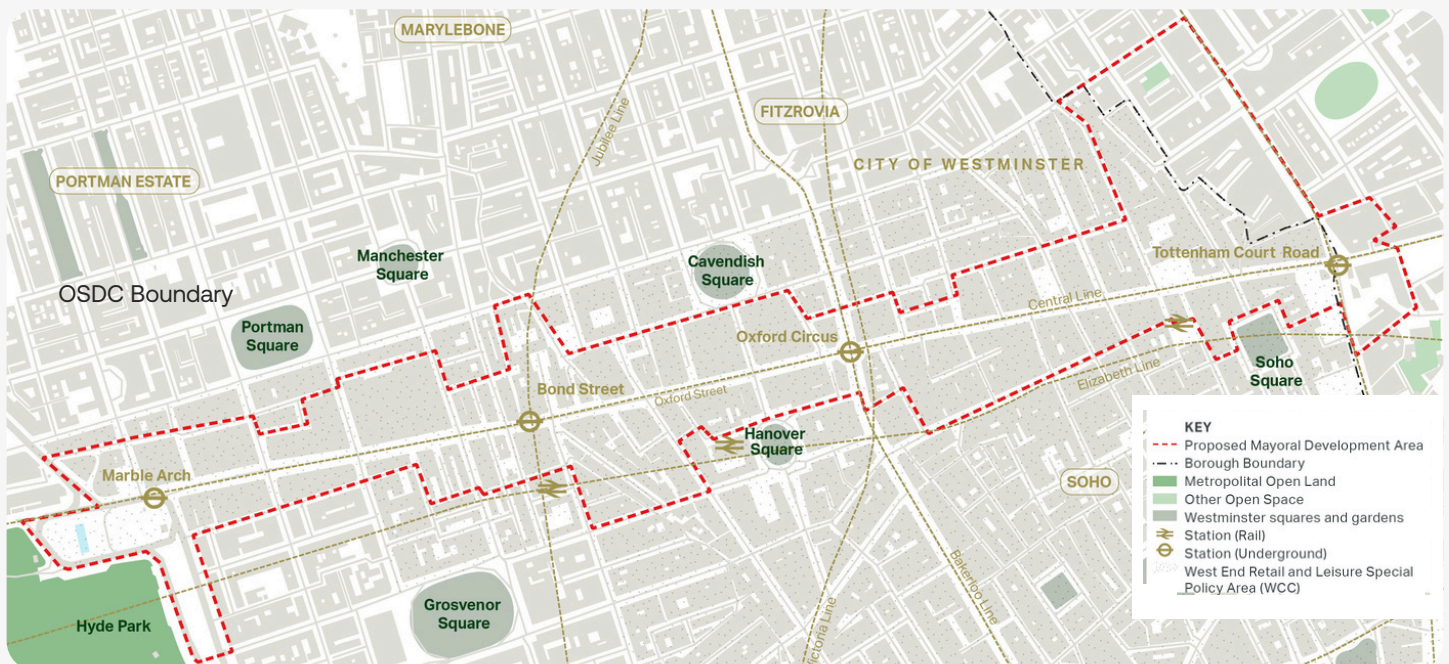 MARYLEBONE
FITZROVIA
Jubilee Line
CITY OF WESTMINSTER
PORTMAN ESTATE
Manchester
Square
Cavendish
Square
Tottenham Court Road
OSDC Boundary
Portman
Square
Central Line
Oxford Circus
Soho
Square
Elizabeth Line
Bond Street
Oxford Street
Hanover
Square
Marble Arch
SOHO
Grosvenor
Square
Hyde Park
Bakerloo Line
Victoria Line
KEY
Proposed Mayoral Development Area
Borough Boundary
Metropolital Open Land
Other Open Space
Westminster squares and gardens
Station (Rail)
Station (Underground)
West End Retail and Leisure Special
Policy Area (WCC)